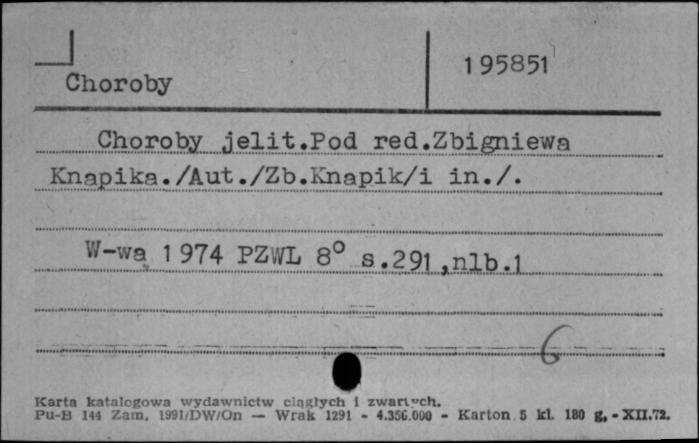 195851
Choroby
Choroby jelit.Pod red.Zbigniewa
Knapika./Aut./Zb.Knapik/i in./.
W-wa 1974 PZWL 8° s.291,nlb.1
6
Karta katalogowa wydawnictw ciągłych i zwartych.
Pu-B 144 Zam. 1991/DW/On — Wrak 1291 - 4.356.000 - Karton 5 kl. 180 g. - XII.72.